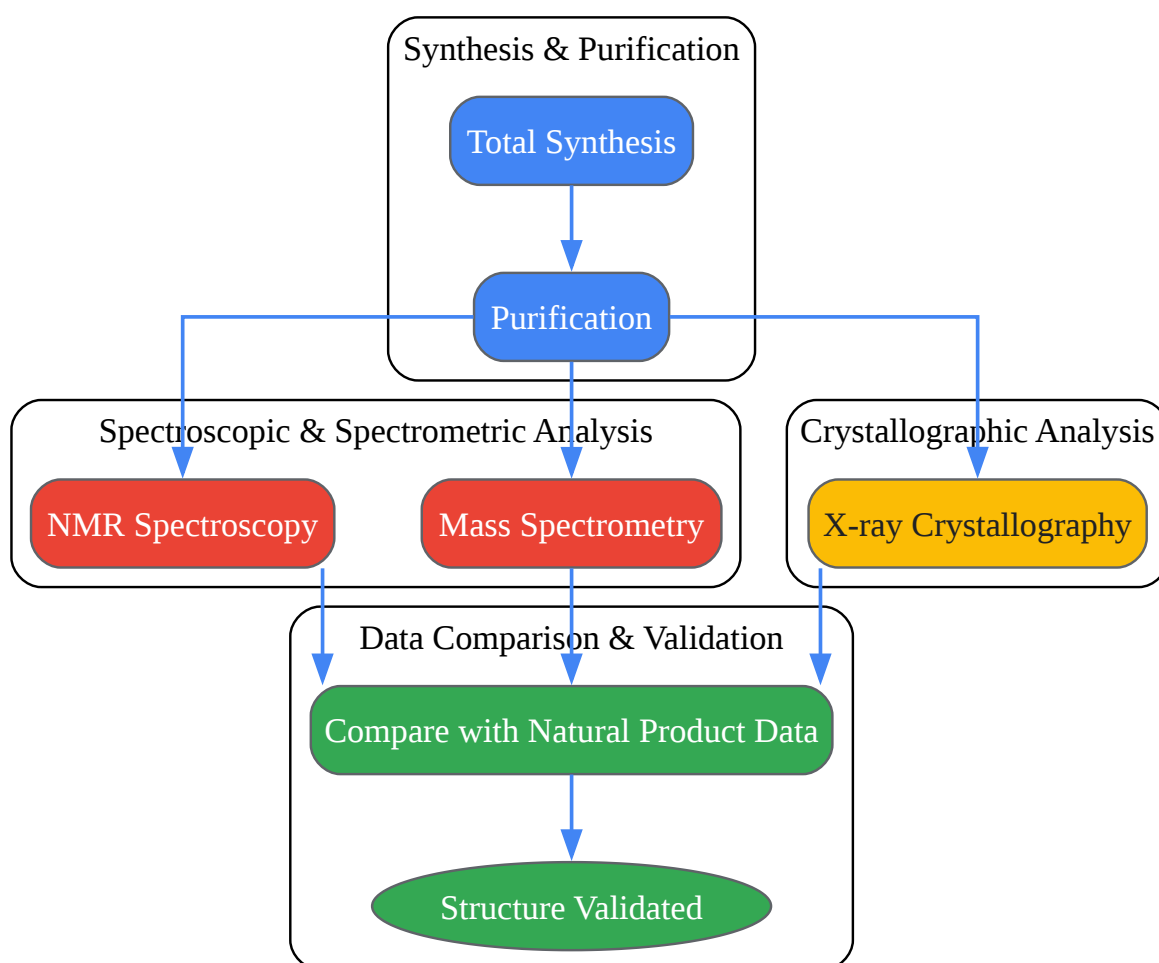 Synthesis & Purification
Total Synthesis
Purification
Spectroscopic & Spectrometric Analysis
Crystallographic Analysis
NMR Spectroscopy
Mass Spectrometry
X-ray Crystallography
Data Comparison & Validation
Compare with Natural Product Data
Structure Validated